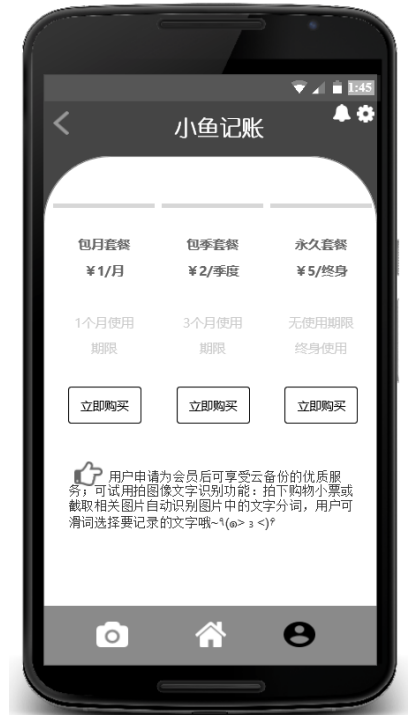 1:45
小鱼记账
包月套餐 包季套餐 永久套餐
¥1/月 ¥2/季度 ¥5/终身
1个月使用 3个月使用 无使用期限
期限 期限 终身使用
立即购买 立即购买 立即购买
用户申请为会员后可享受云备份的优质服
务；可试用拍图像文字识别功能：拍下购物小票或
截取相关图片自动识别图片中的文字分词，用户可
滑词选择要记录的文字哦~٩(๑> ₃ <)۶